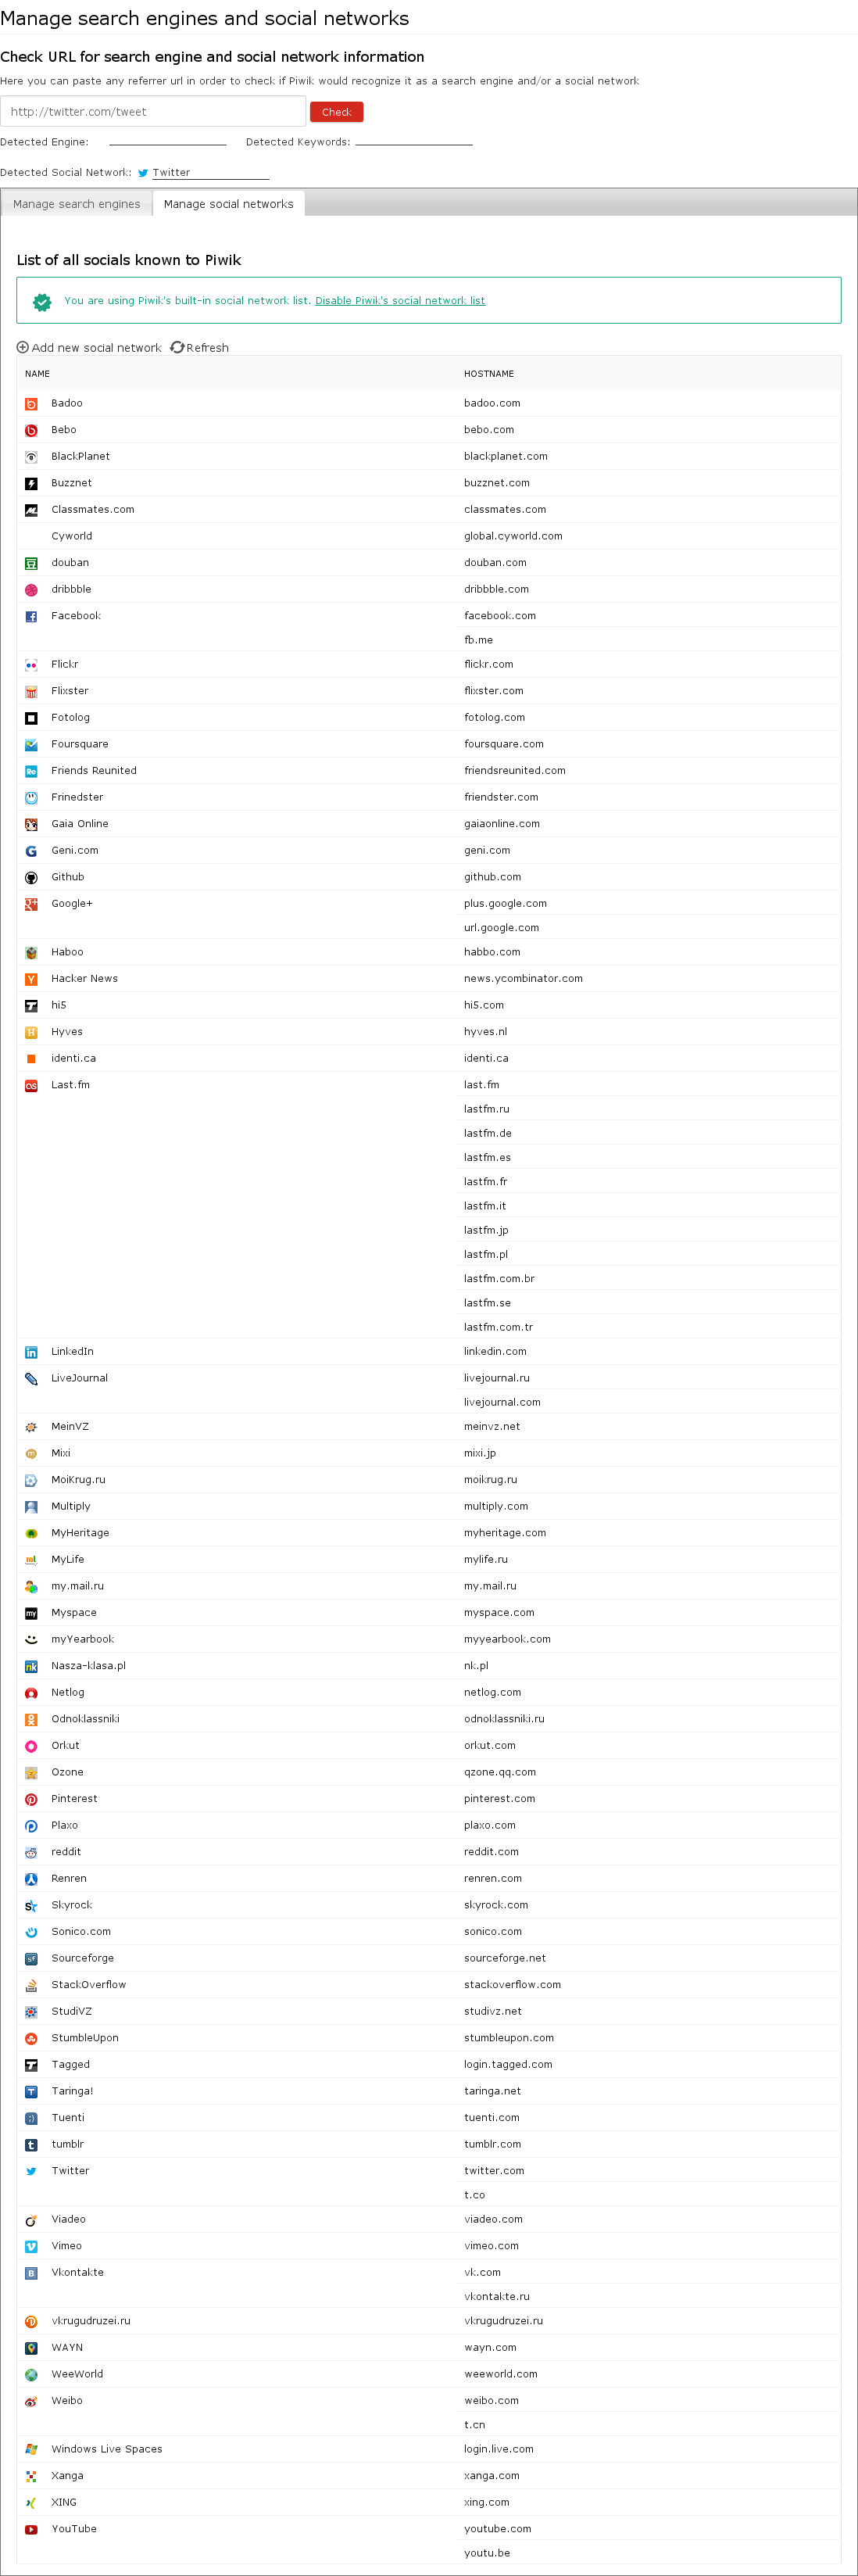 Manage search engines and social networks
Check URL for search engine and social network information
Here you can paste any referrer url in order to check if Piwik would recognize it as a search engine and/or a social network
http://twitter.com/tweet Check
Detected Engine: Detected Keywords:
Detected Social Network: Twitter
Manage search engines Manage social networks
List of all socials known to Piwik
You are using Piwik's built-in social network list. Disable Piwik's social network list
Add new social network Refresh
NAME HOSTNAME
Badoo badoo.com
Bebo bebo.com
BlackPlanet blackplanet.com
Buzznet buzznet.com
Classmates.com classmates.com
Cyworld global.cyworld.com
douban douban.com
dribbble dribbble.com
Facebook facebook.com
fb.me
Flickr flickr.com
Flixster flixster.com
Fotolog fotolog.com
Foursquare foursquare.com
Friends Reunited friendsreunited.com
Frinedster friendster.com
Gaia Online gaiaonline.com
Geni.com geni.com
Github github.com
Google+ plus.google.com
url.google.com
Haboo habbo.com
Hacker News news.ycombinator.com
hi5 hi5.com
Hyves hyves.nl
identi.ca identi.ca
Last.fm last.fm
lastfm.ru
lastfm.de
lastfm.es
lastfm.fr
lastfm.it
lastfm.jp
lastfm.pl
lastfm.com.br
lastfm.se
lastfm.com.tr
LinkedIn linkedin.com
LiveJournal livejournal.ru
livejournal.com
MeinVZ meinvz.net
Mixi mixi.jp
MoiKrug.ru moikrug.ru
Multiply multiply.com
MyHeritage myheritage.com
MyLife mylife.ru
my.mail.ru my.mail.ru
Myspace myspace.com
myYearbook myyearbook.com
Nasza-klasa.pl nk.pl
Netlog netlog.com
Odnoklassniki odnoklassniki.ru
Orkut orkut.com
Ozone qzone.qq.com
Pinterest pinterest.com
Plaxo plaxo.com
reddit reddit.com
Renren renren.com
Skyrock skyrock.com
Sonico.com sonico.com
Sourceforge sourceforge.net
StackOverflow stackoverflow.com
StudiVZ studivz.net
StumbleUpon stumbleupon.com
Tagged login.tagged.com
Taringa! taringa.net
Tuenti tuenti.com
tumblr tumblr.com
Twitter twitter.com
t.co
Viadeo viadeo.com
Vimeo vimeo.com
Vkontakte vk.com
vkontakte.ru
vkrugudruzei.ru vkrugudruzei.ru
WAYN wayn.com
WeeWorld weeworld.com
Weibo weibo.com
t.cn
Windows Live Spaces login.live.com
Xanga xanga.com
XING xing.com
YouTube youtube.com
youtu.be